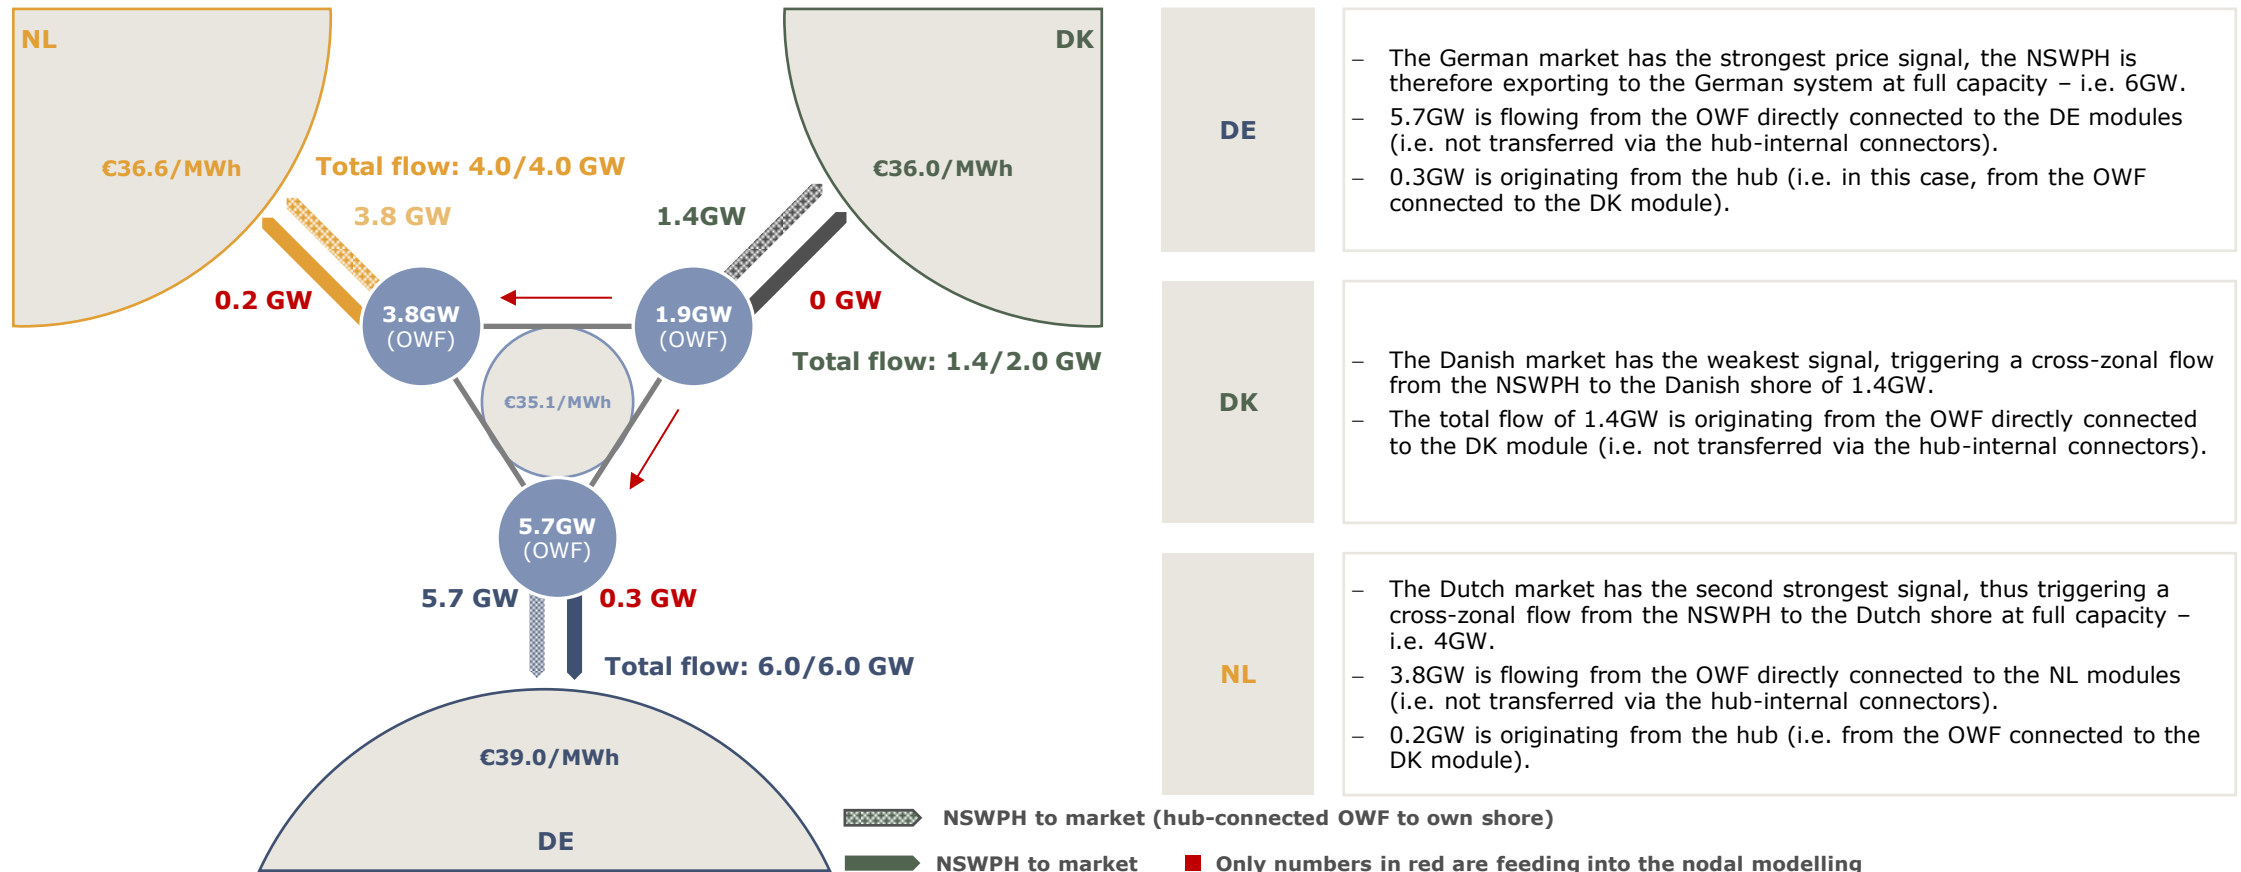 NL
€36.6/MWh
Total flow: 4.0/4.0 GW
3.8 GW
0.2 GW
3.8GW
(OWF)
DK
€36.0/MWh
1.4GW
0 GW
1.9GW
(OWF)
Total flow: 1.4/2.0 GW
€35.1/MWh
5.7GW
(OWF)
5.7 GW
0.3 GW
Total flow: 6.0/6.0 GW
€39.0/MWh
DE
DE
– The German market has the strongest price signal, the NSWPH is
therefore exporting to the German system at full capacity – i.e. 6GW.
– 5.7GW is flowing from the OWF directly connected to the DE modules
(i.e. not transferred via the hub-internal connectors).
– 0.3GW is originating from the hub (i.e. in this case, from the OWF
connected to the DK module).
DK
– The Danish market has the weakest signal, triggering a cross-zonal flow
from the NSWPH to the Danish shore of 1.4GW.
– The total flow of 1.4GW is originating from the OWF directly connected
to the DK module (i.e. not transferred via the hub-internal connectors).
NL
– The Dutch market has the second strongest signal, thus triggering a
cross-zonal flow from the NSWPH to the Dutch shore at full capacity –
i.e. 4GW.
– 3.8GW is flowing from the OWF directly connected to the NL modules
(i.e. not transferred via the hub-internal connectors).
– 0.2GW is originating from the hub (i.e. from the OWF connected to the
DK module).
NSWPH to market (hub-connected OWF to own shore)
NSWPH to market
Only numbers in red are feeding into the nodal modelling